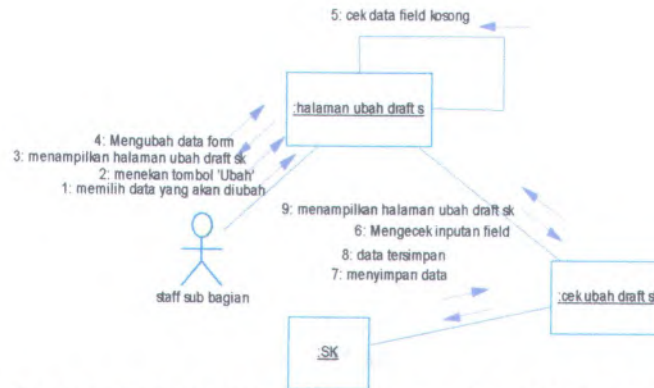 5: cek data field kosong
:halaman ubah draft s
4: Mengubah data form
3: menampilkan halaman ubah draft sk
2: menekan tombol 'Ubah'
1: memilih data yang akan diubah
9: menampilkan halaman ubah draft sk
6: Mengecek inputan field
8: data tersimpan
7: menyimpan data
staff sub bagian
:cek ubah draft s
:SK